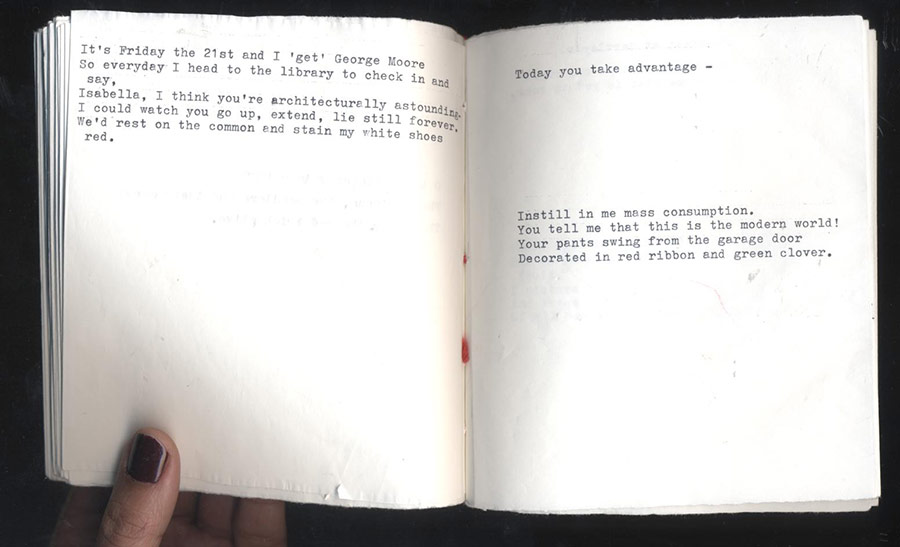 It's Friday the 21st and I 'get' George Moore
So everyday I head to the library to check in and
say,
Isabella, I think you're architecturally astounding.
I could watch you go up, extend, lie still forever,
We'd rest on the common and stain my white shoes
red.
Today you take advantage -
Instill in me mass consumption.
You tell me that this is the modern world!
Your pants swing from the garage door
Decorated in red ribbon and green clover.